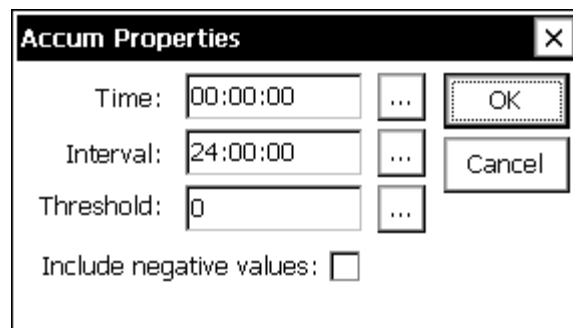 Accum Properties
Time: 00:00:00 ... OK
Interval: 24:00:00 ... Cancel
Threshold: 0 ...
Include negative values: